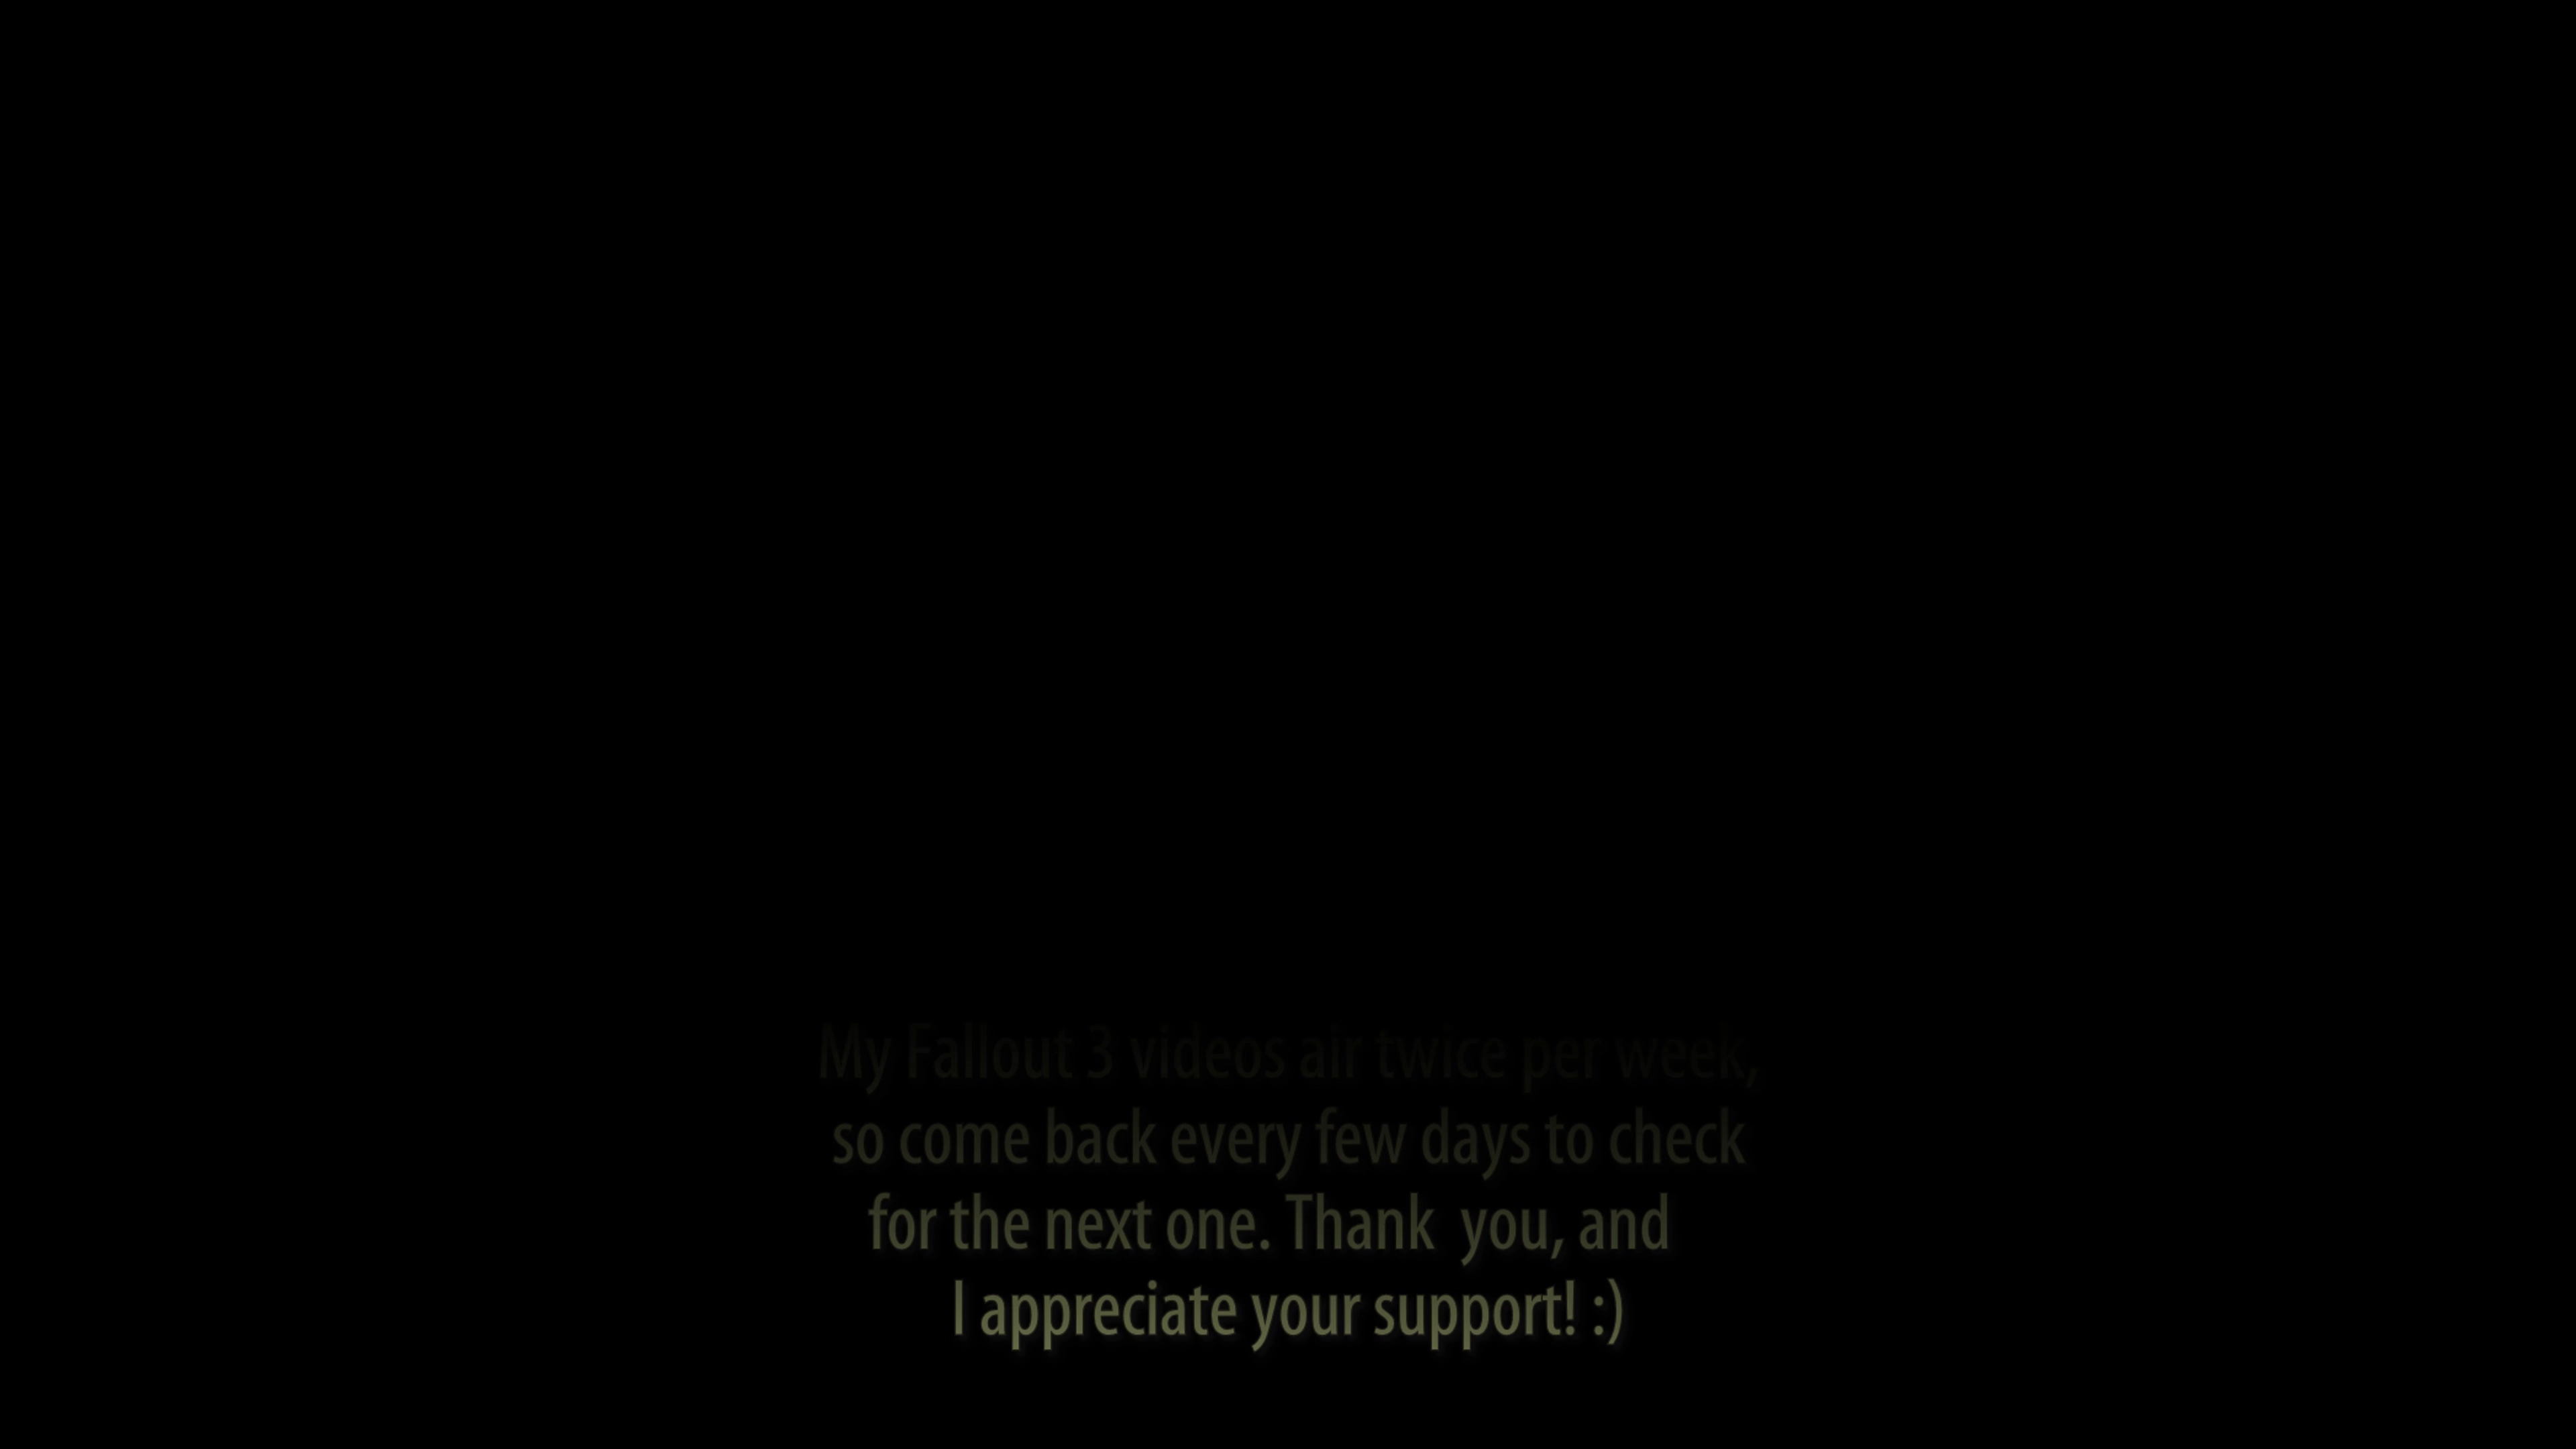 My Fallout 3 videos air twice per week,
so come back every few days to check
for the next one. Thank  you, and
I appreciate your support! :)